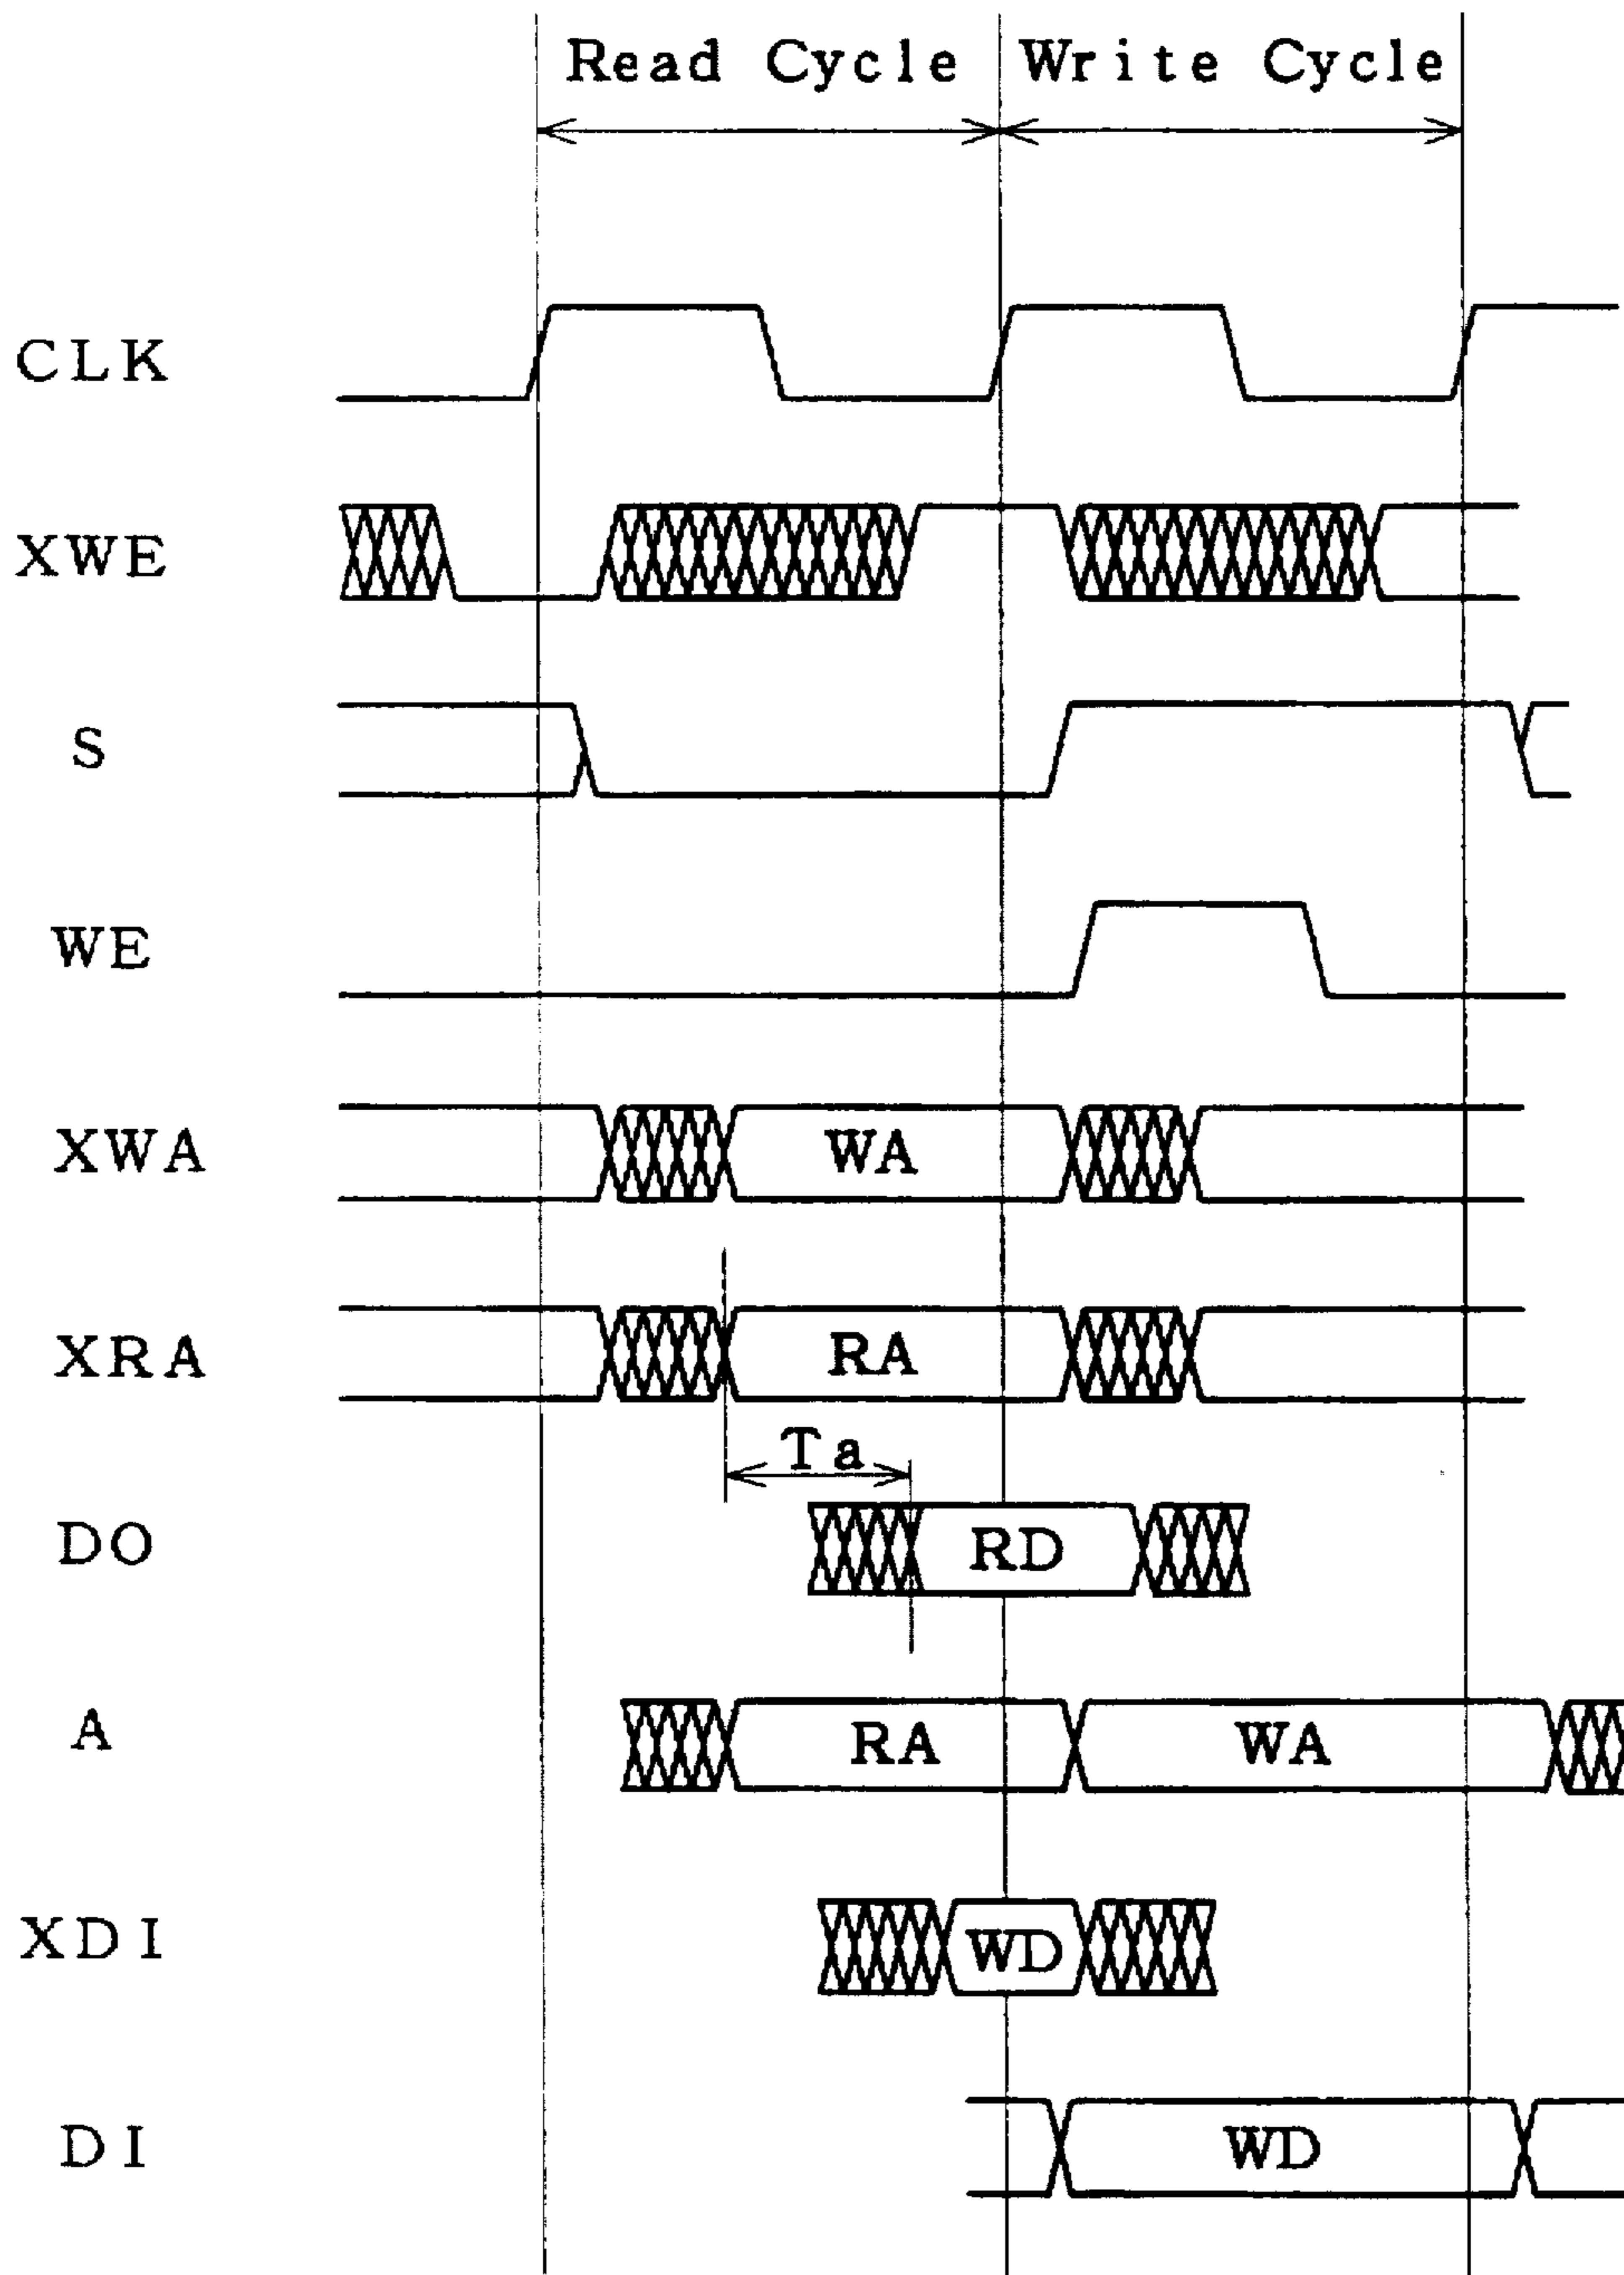 Read Cycle Write Cycle
CLK
XWE
S
WE
XWA WA
XRA RA
Ta
DO RD
A RA WA
XDI WD
DI WD